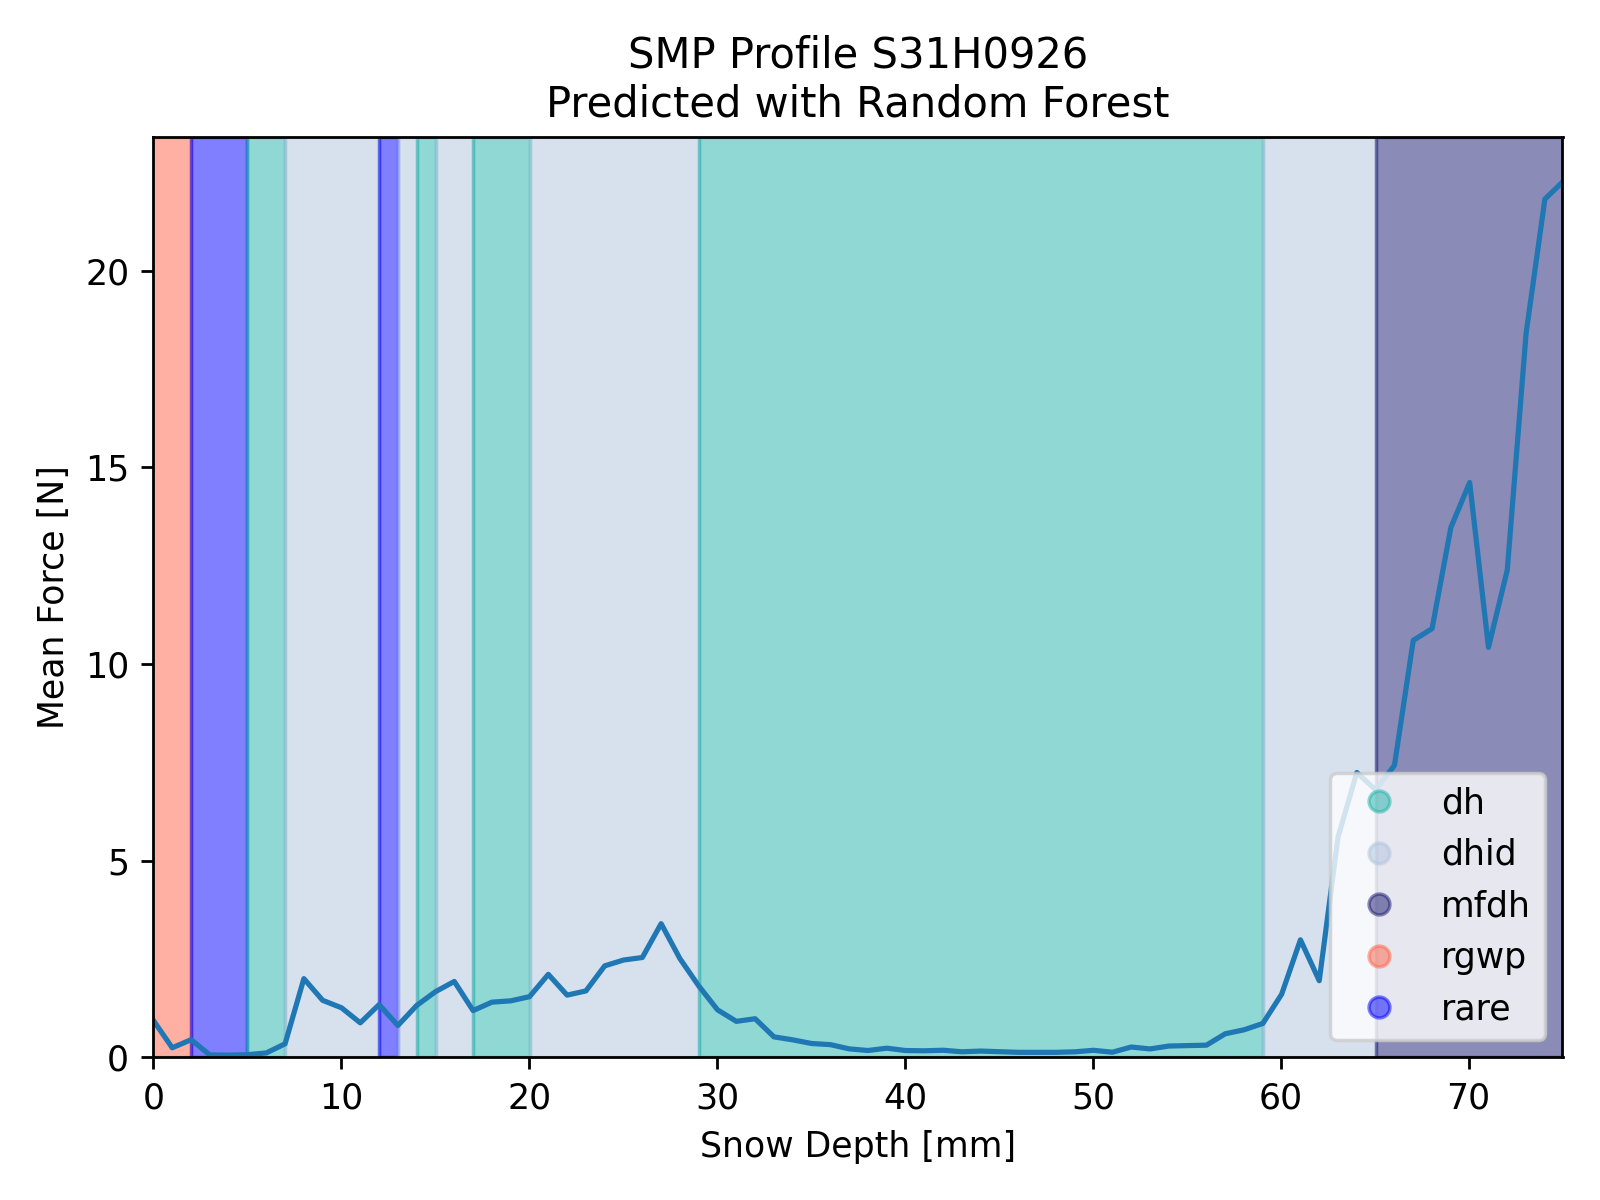 SMP Profile S31H0926
Predicted with Random Forest
Mean Force [N]
20
15
10
5
0
0 10 20 30 40 50 60 70
Snow Depth [mm]
dh
dhid
mfdh
rgwp
rare